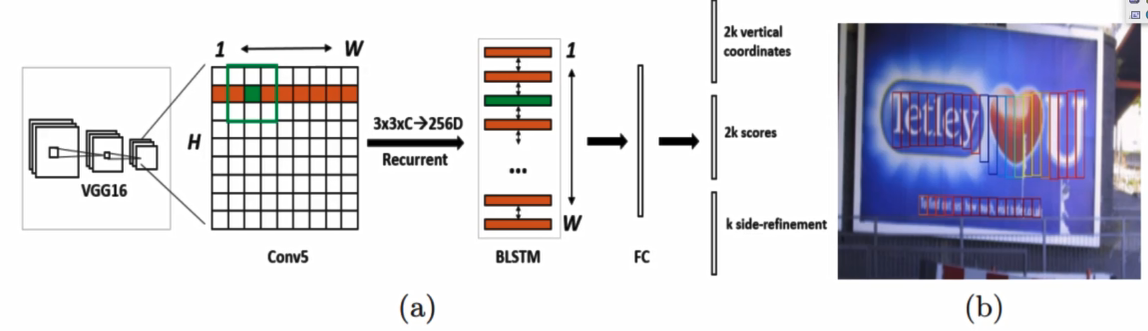 1 W
H
VGG16
Conv5
3x3xC→256D
Recurrent
1
...
W
BLSTM
FC
2k vertical
coordinates
2k scores
k side-refinement
Tetley U
(a)
(b)